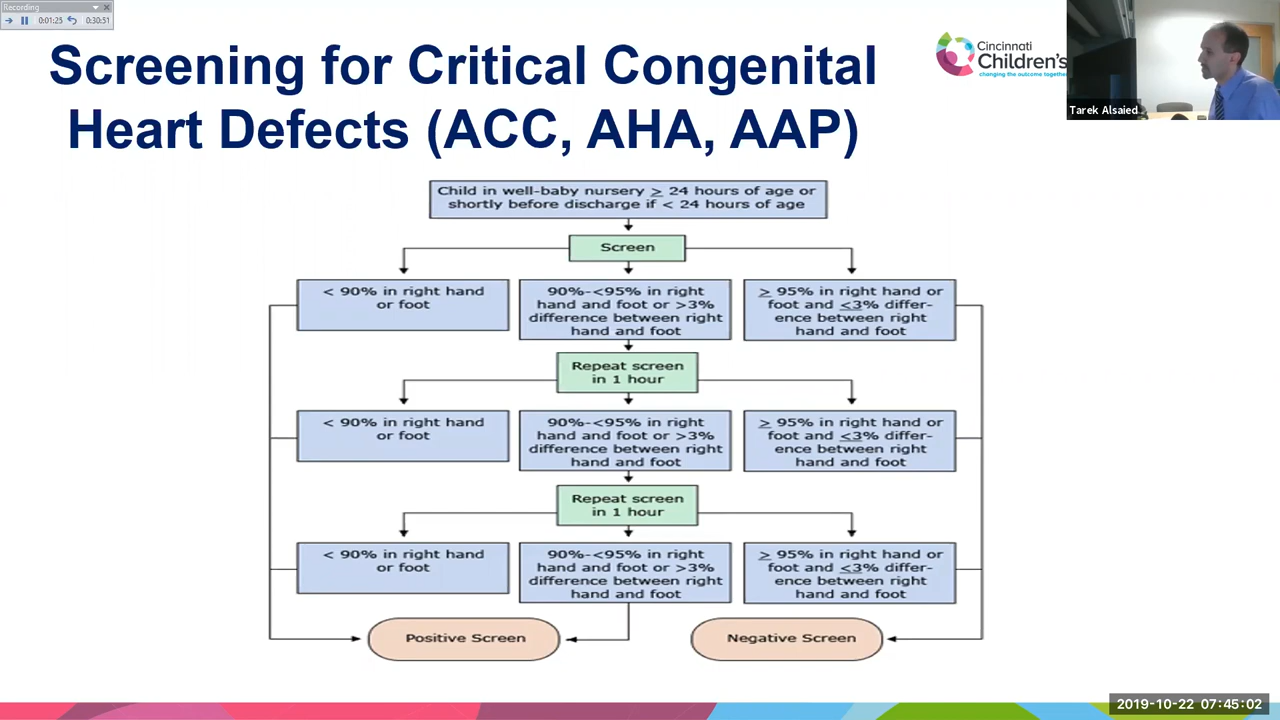 Recording
0:01:25
0:30:51
Screening for Critical Congenital
Heart Defects (ACC, AHA, AAP)
Cincinnati
Children's
changing the outcome together
Tarek Alsaied
Child in well-baby nursery ≥ 24 hours of age or
shortly before discharge if < 24 hours of age
Screen
< 90% in right hand
or foot
90%-<95% in right
hand and foot or >3%
difference between right
hand and foot
≥ 95% in right hand or
foot and ≤3% differ-
ence between right
hand and foot
Repeat screen
in 1 hour
< 90% in right hand
or foot
90%-<95% in right
hand and foot or >3%
difference between right
hand and foot
≥ 95% in right hand or
foot and ≤3% differ-
ence between right
hand and foot
Repeat screen
in 1 hour
< 90% in right hand
or foot
90%-<95% in right
hand and foot or >3%
difference between right
hand and foot
≥ 95% in right hand or
foot and ≤3% differ-
ence between right
hand and foot
Positive Screen
Negative Screen
2019-10-22 07:45:02